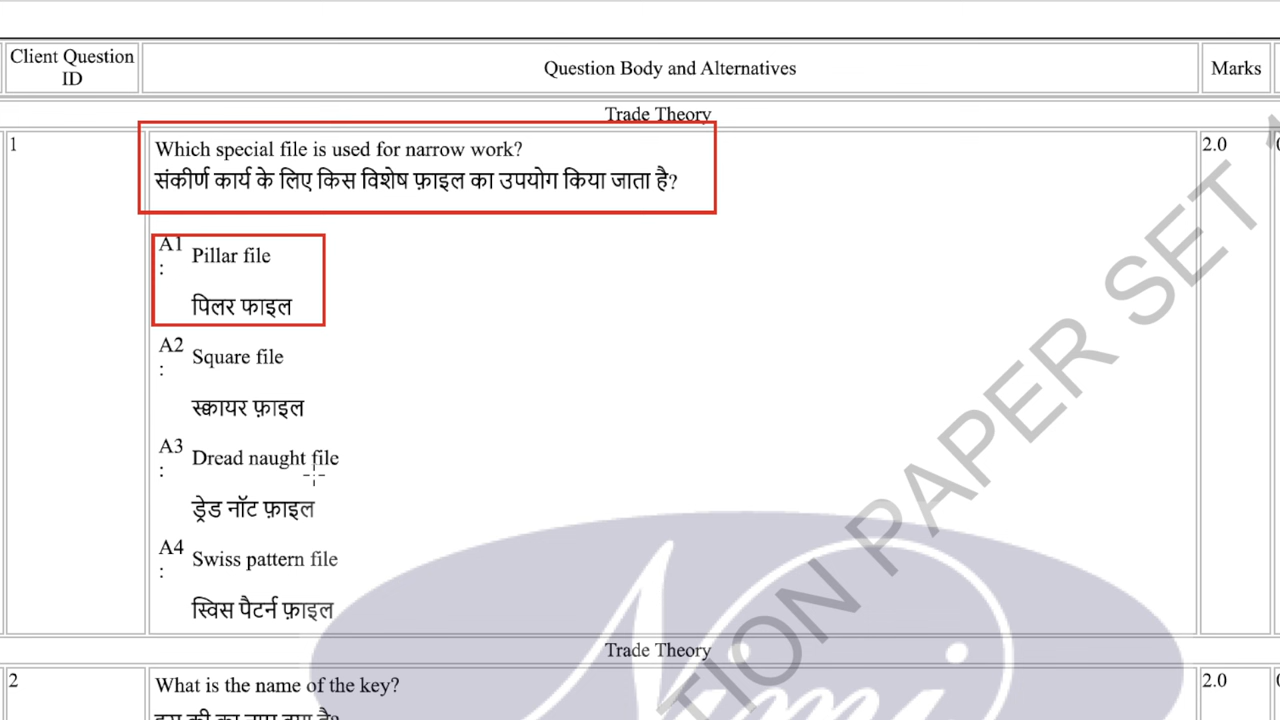 Client Question
ID
Question Body and Alternatives
Marks
Trade Theory
1
Which special file is used for narrow work?
2.0
संकीर्ण कार्य के लिए किस विशेष फ़ाइल का उपयोग किया जाता है?
A1
:
Pillar file
पिलर फाइल
A2
:
Square file
स्क्वायर फ़ाइल
A3
:
Dread naught file
ड्रेड नॉट फ़ाइल
A4
:
Swiss pattern file
स्विस पैटर्न फ़ाइल
TION PAPER SET
Nimi
Trade Theory
2
What is the name of the key?
2.0